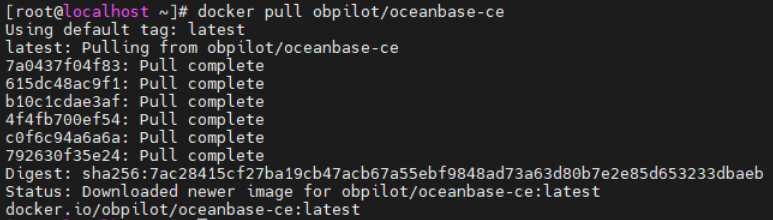 [root@localhost ~]# docker pull obpilot/oceanbase-ce
Using default tag: latest
latest: Pulling from obpilot/oceanbase-ce
7a0437f04f83: Pull complete
615dc48ac9f1: Pull complete
b10c1cdae3af: Pull complete
4f4fb700ef54: Pull complete
c0f6c94a6a6a: Pull complete
792630f35e24: Pull complete
Digest: sha256:7ac28415cf27ba19cb47acb67a55ebf9848ad73a63d80b7e2e85d653233dbaeb
Status: Downloaded newer image for obpilot/oceanbase-ce:latest
docker.io/obpilot/oceanbase-ce:latest